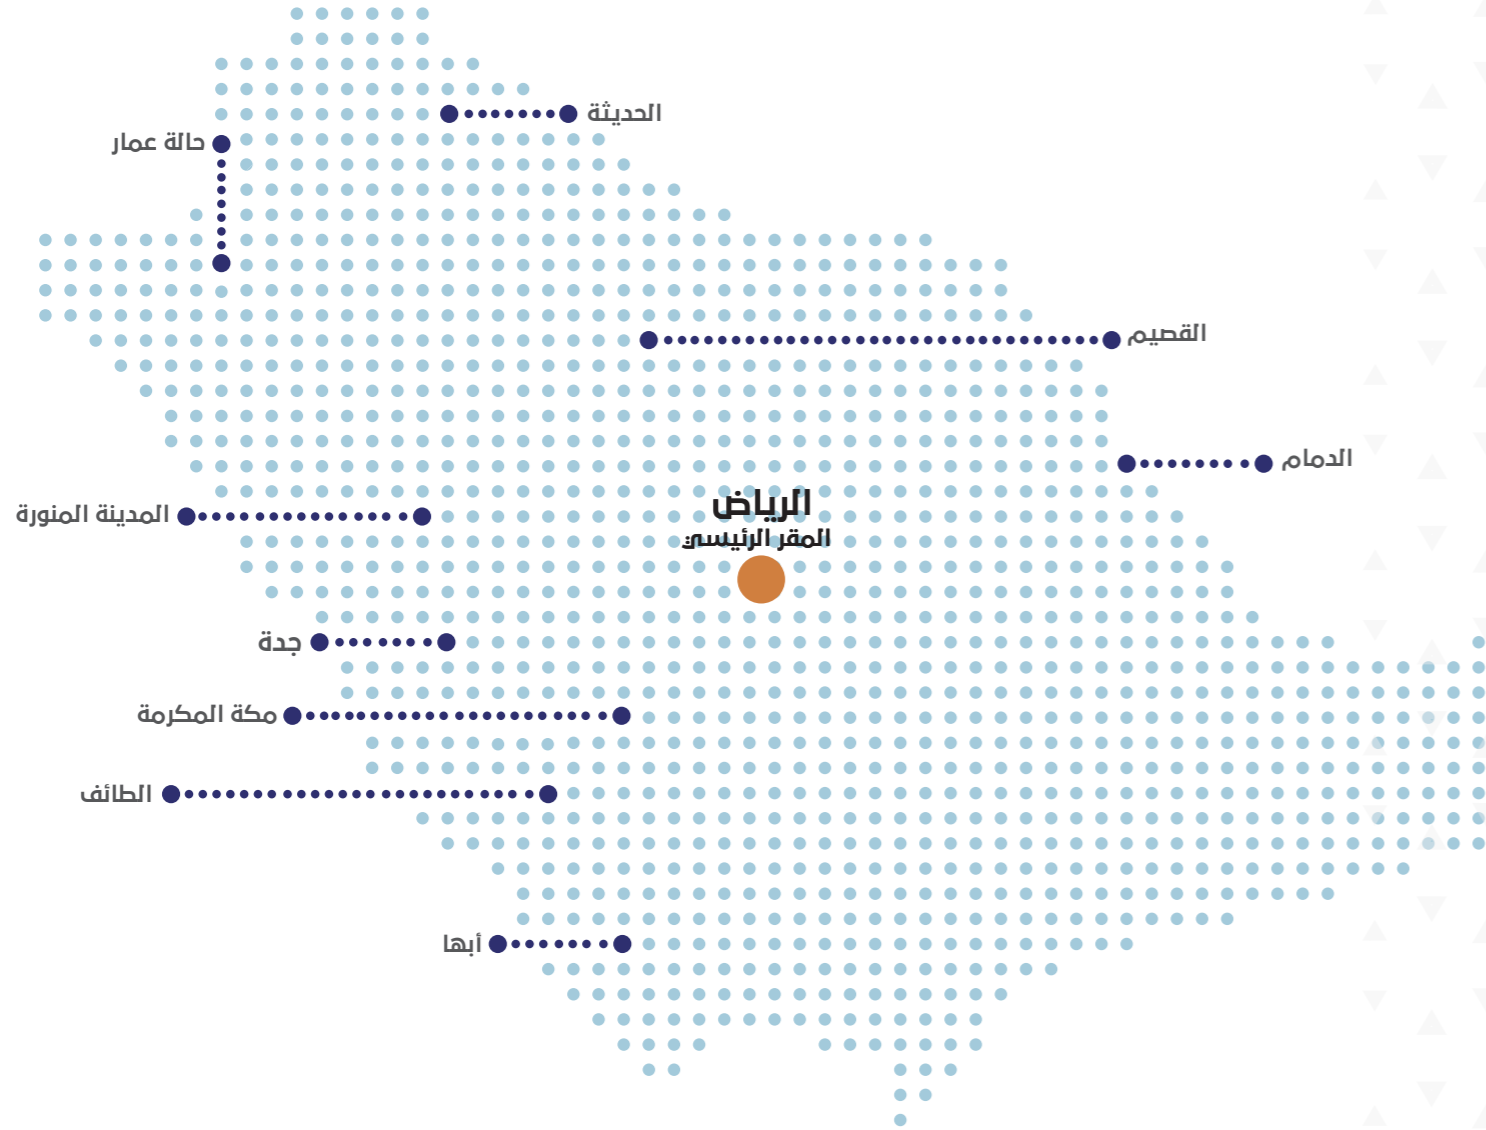 الحديثة
حالة عمار
القصيم
الدمام
الرياض
المقر الرئيسي
المدينة المنورة
جدة
مكة المكرمة
الطائف
أبها